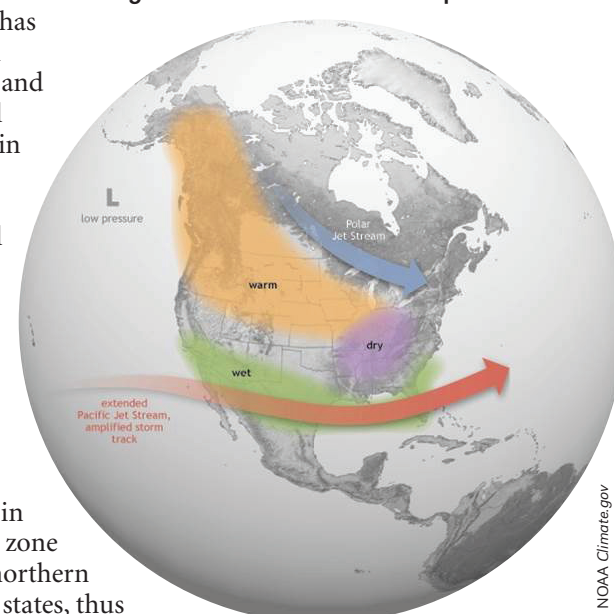 has
and
in
L
low pressure
Polar
Jet Stream
warm
dry
wet
extended
Pacific Jet Stream,
amplified storm
track
in
zone
northern
states, thus
NOAA Climate.gov